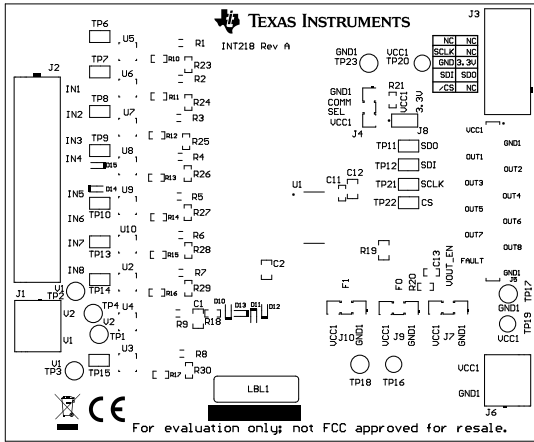 TEXAS INSTRUMENTS
INT218 Rev A
TP6
U5
R1
R10
R23
TP7
U6
R2
J2
IN1
R11
R24
TP8
IN2
U7
R3
R12
R25
TP9
IN3
U8
R4
IN4
D15
R13
R26
IN5
D14
U9
R5
TP10
R14
R27
IN6
U10
R6
IN7
TP13
R15
R28
IN8
U2
R7
TP14
R16
R29
J1
V1
TP2
TP4
U4
C1
R9
R18
D10
D13
D11
D12
V2
V2
TP1
V1
U3
R8
V1
TP3
TP15
R17
R30
C2
U1
C11
C12
GND1
TP23
VCC1
TP20
NC NC
SCLK NC
GND 3.3V
SDI SDO
/CS NC
J3
GND1
COMM
SEL
VCC1
J4
R21
VCC1
3.3V
J8
TP11 SDO
TP12 SDI
TP21 SCLK
TP22 CS
VCC1
GND1
OUT1
OUT2
OUT3
OUT4
OUT5
OUT6
OUT7
OUT8
FAULT
GND1
J5
TP17
GND1
VCC1
TP19
R19
R20
C13
VOUT_EN
F1
F0
VCC1 J10 GND1
VCC1 J9 GND1
VCC1 J7 GND1
TP18
TP16
VCC1
GND1
J6
LBL1
CE
For evaluation only; not FCC approved for resale.